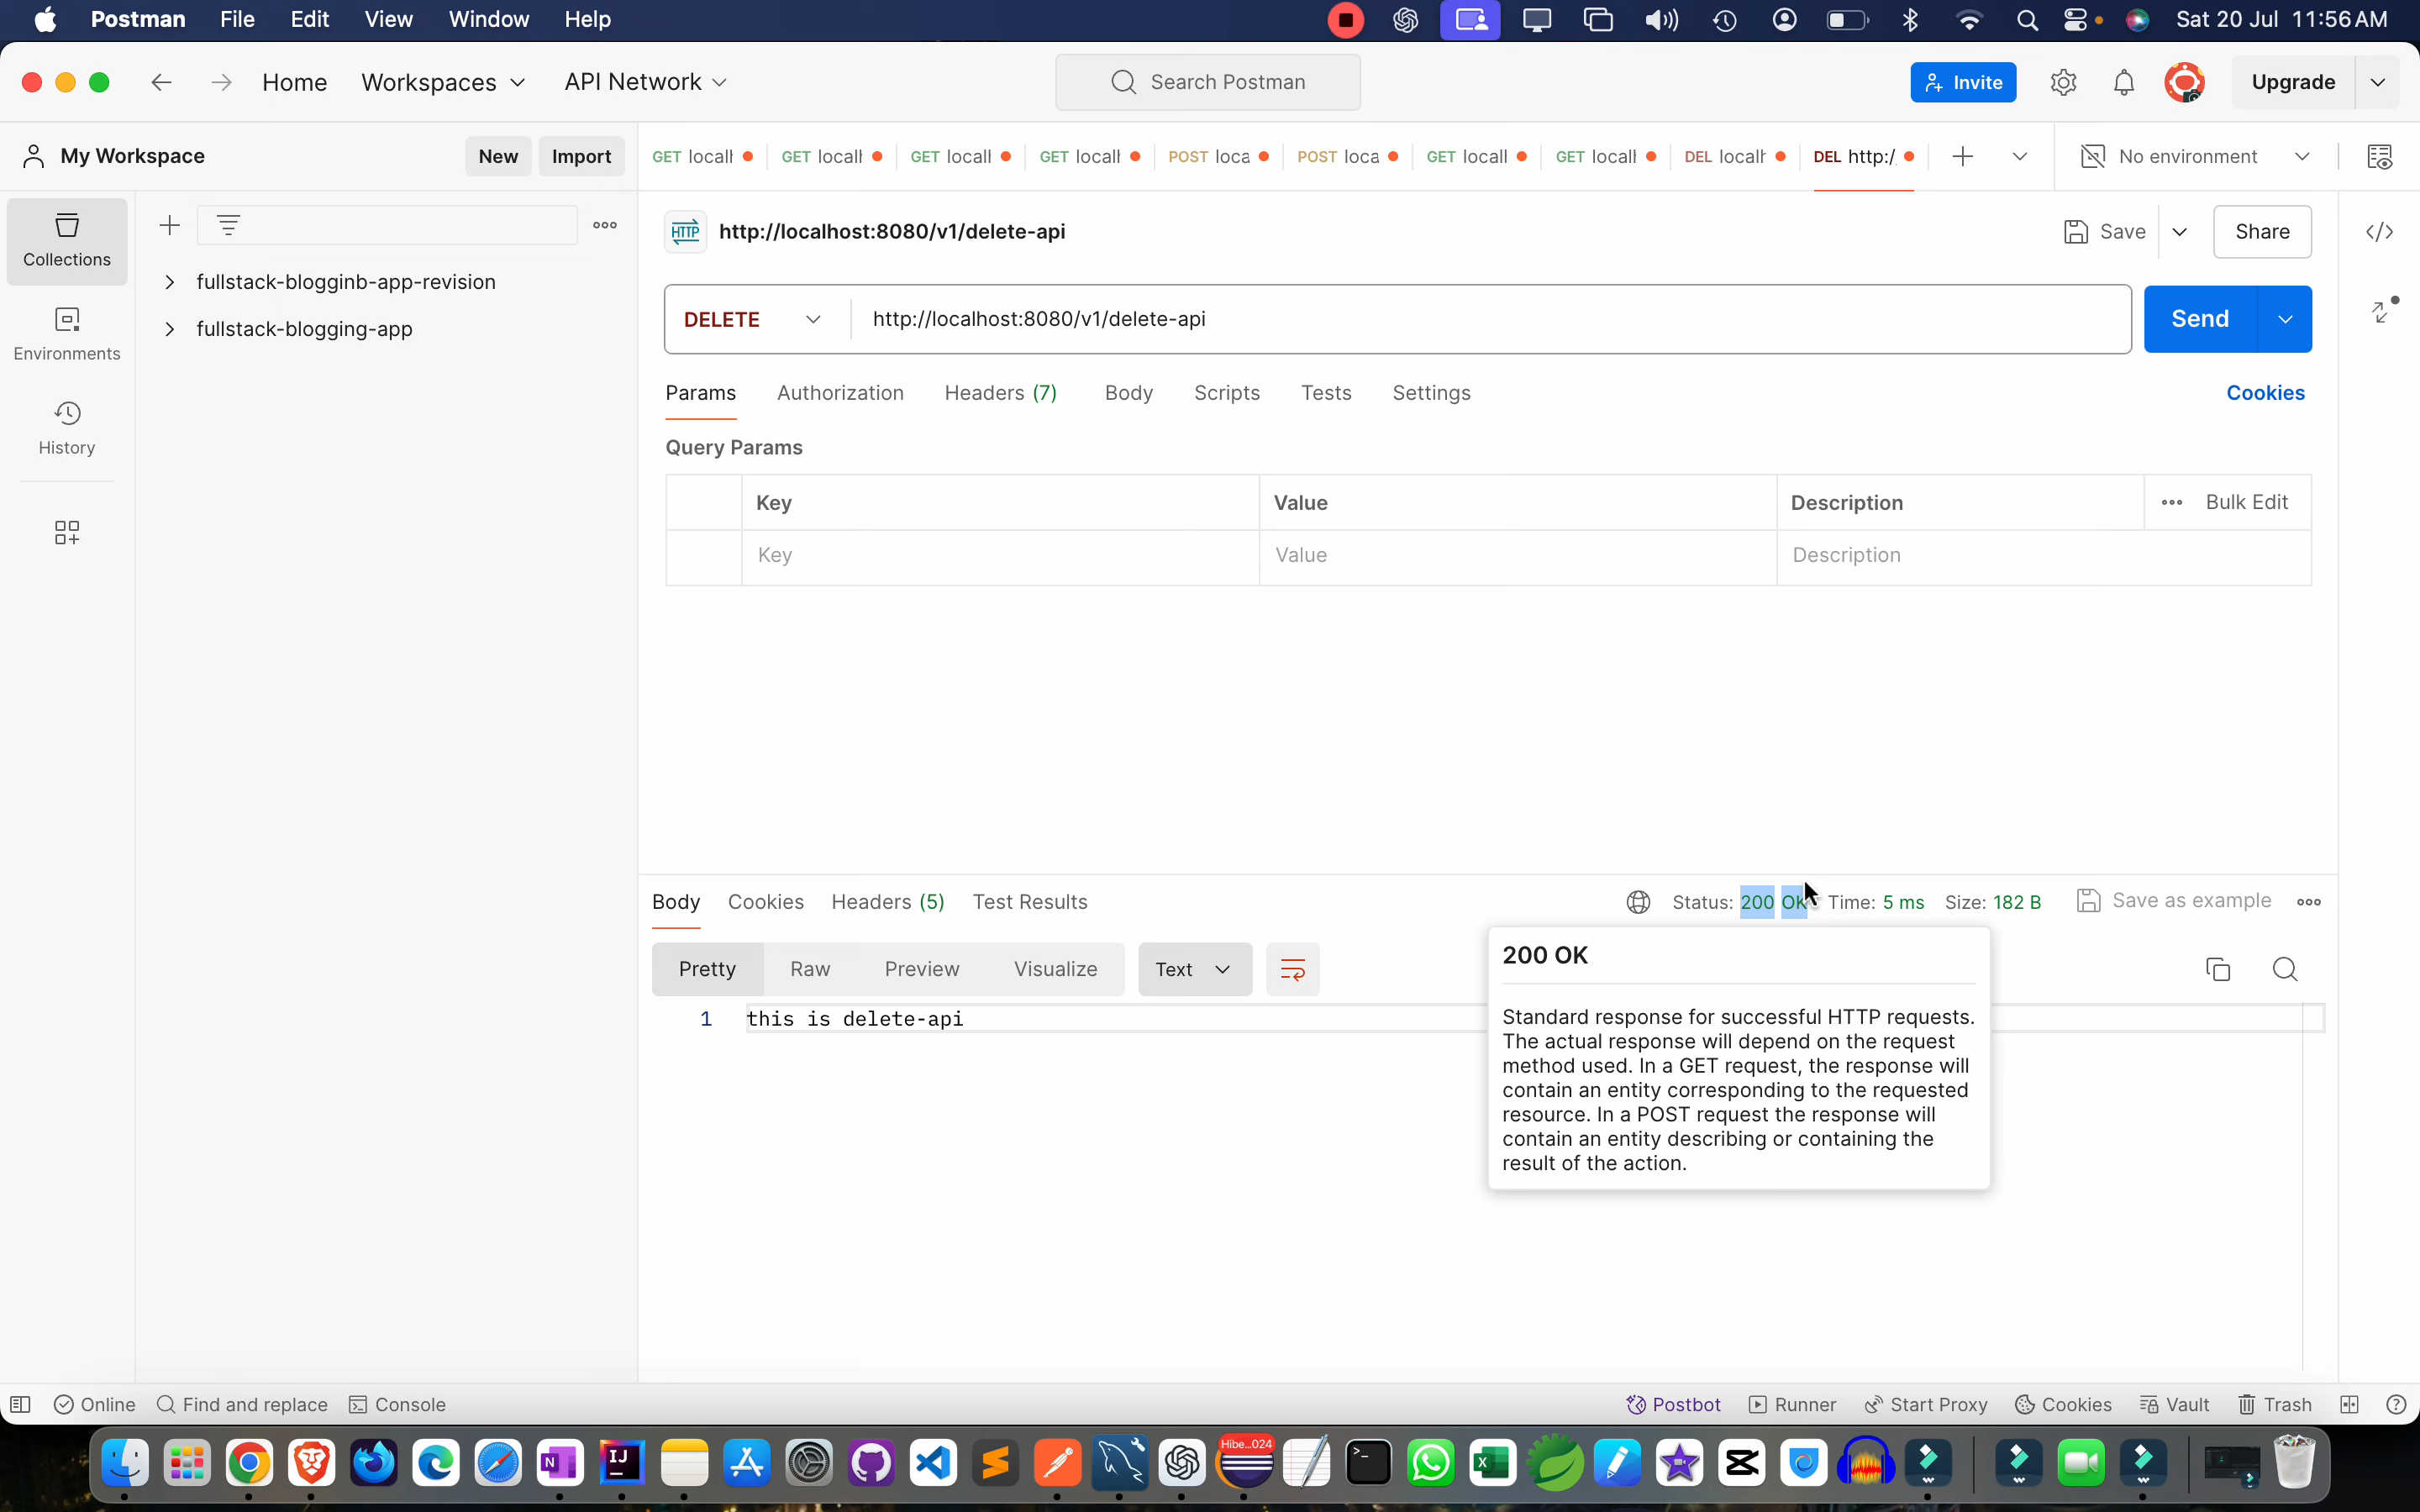 Postman File Edit View Window Help Sat 20 Jul 11:56 AM
Home Workspaces API Network Search Postman Invite Upgrade
My Workspace New Import GET locall GET locall GET locall GET locall POST loca POST loca GET locall GET locall DEL locall DEL http:/ No environment
Collections
Environments
History
fullstack-blogginb-app-revision
fullstack-blogging-app
HTTP http://localhost:8080/v1/delete-api Save Share
DELETE http://localhost:8080/v1/delete-api Send
Params Authorization Headers (7) Body Scripts Tests Settings Cookies
Query Params
Key Value Description Bulk Edit
Key Value Description
Body Cookies Headers (5) Test Results Status: 200 OK Time: 5 ms Size: 182 B Save as example
Pretty Raw Preview Visualize Text
1 this is delete-api
200 OK
Standard response for successful HTTP requests.
The actual response will depend on the request
method used. In a GET request, the response will
contain an entity corresponding to the requested
resource. In a POST request the response will
contain an entity describing or containing the
result of the action.
Online Find and replace Console Postbot Runner Start Proxy Cookies Vault Trash
N IJ Hibe...024 X